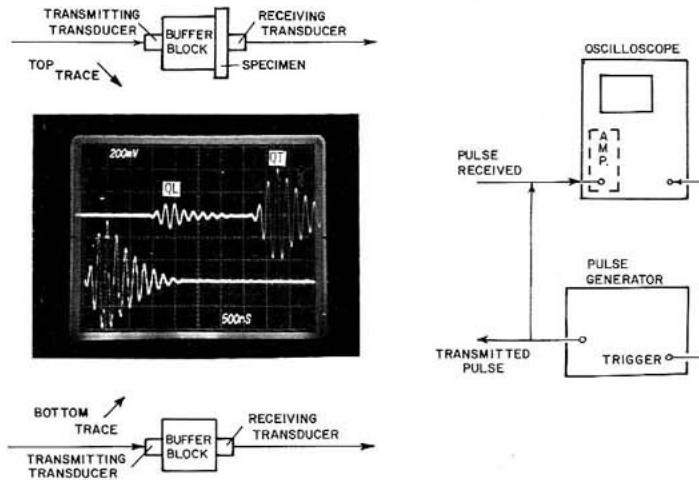 TRANSMITTING
TRANSDUCER
BUFFER
BLOCK
RECEIVING
TRANSDUCER
SPECIMEN
TOP
TRACE
200mV
QL
QT
500nS
BOTTOM
TRACE
TRANSMITTING
TRANSDUCER
BUFFER
BLOCK
RECEIVING
TRANSDUCER
OSCILLOSCOPE
AMP.
PULSE
RECEIVED
PULSE
GENERATOR
TRANSMITTED
PULSE
TRIGGER